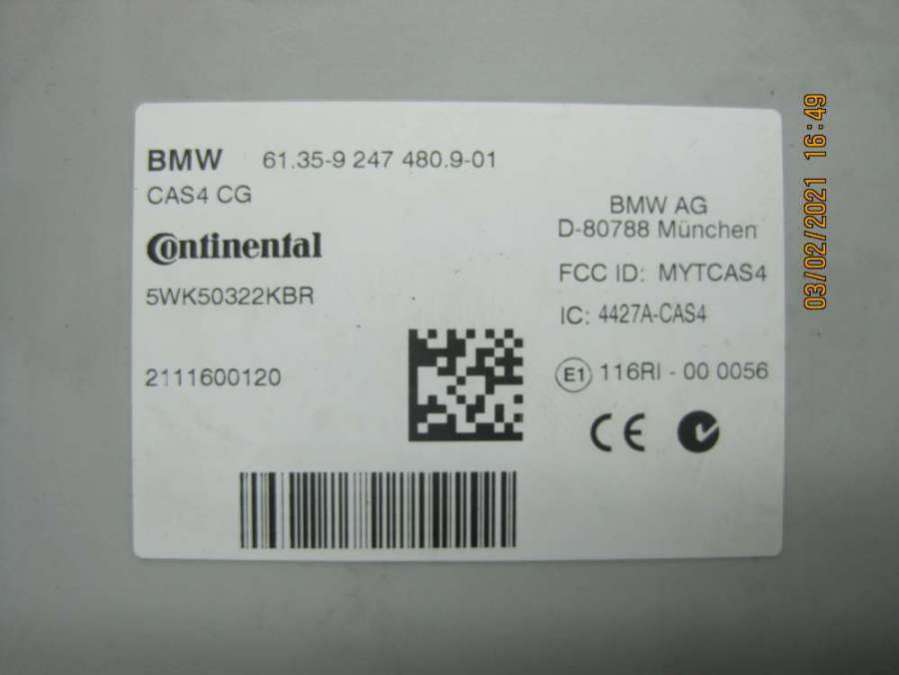 BMW 61.35-9 247 480.9-01
CAS4 CG
Continental
5WK50322KBR
2111600120
BMW AG
D-80788 München
FCC ID: MYTCAS4
IC: 4427A-CAS4
E1 116RI - 00 0056
CE
03/02/2021 16:49